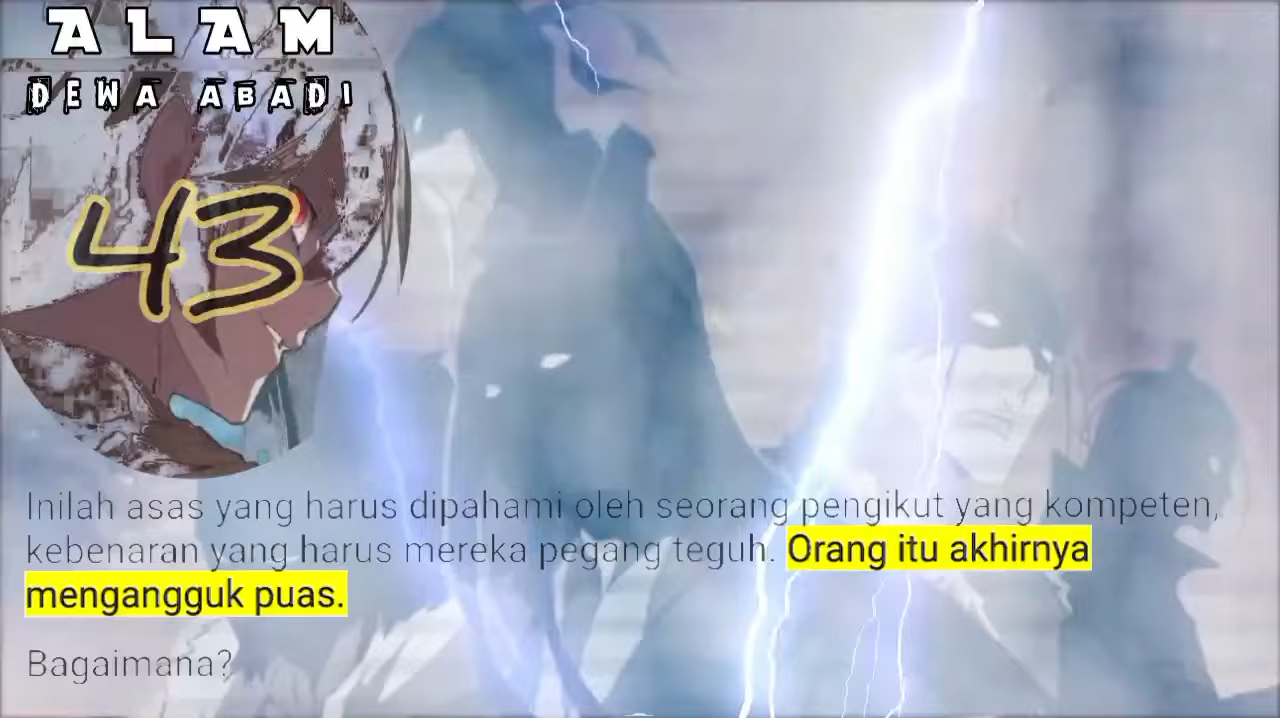 ALAM
DEWA ABADI
43
Inilah asas yang harus dipahami oleh seorang pengikut yang kompeten,
kebenaran yang harus mereka pegang teguh. Orang itu akhirnya
mengangguk puas.
Bagaimana?